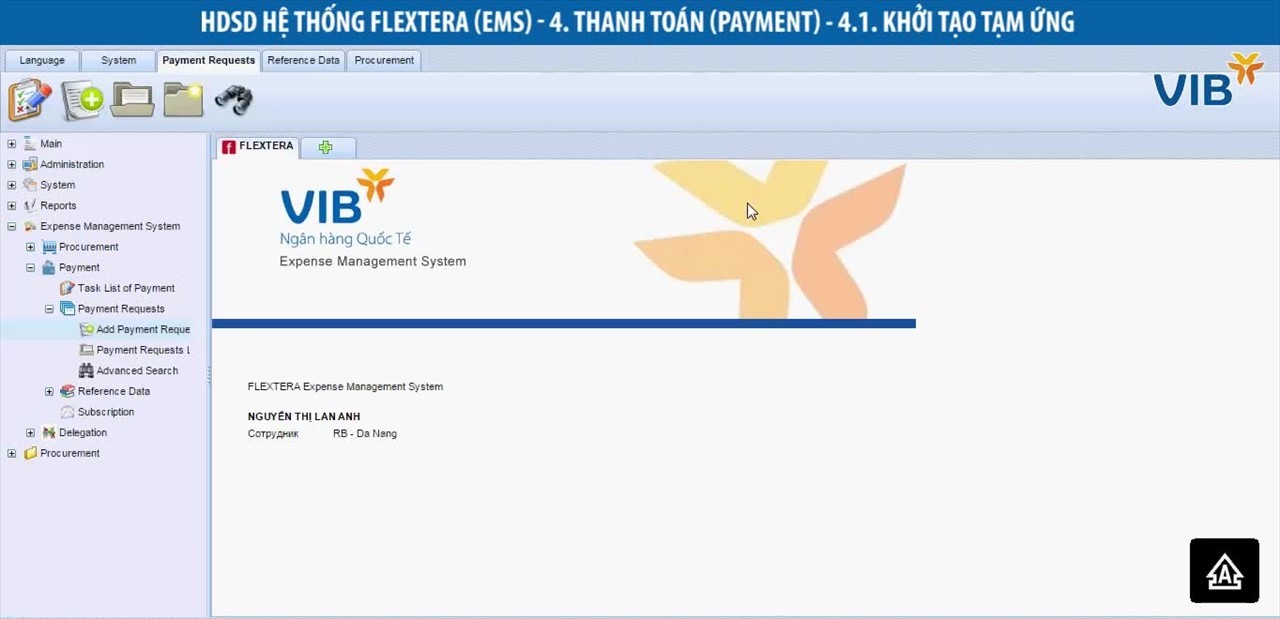 HDSD HỆ THỐNG FLEXTERA (EMS) - 4. THANH TOÁN (PAYMENT) - 4.1. KHỞI TẠO TẠM ỨNG
Language
System
Payment Requests
Reference Data
Procurement
VIB
Main
Administration
System
Reports
Expense Management System
Procurement
Payment
Task List of Payment
Payment Requests
Add Payment Reque
Payment Requests L
Advanced Search
Reference Data
Subscription
Delegation
Procurement
FLEXTERA
VIB
Ngân hàng Quốc Tế
Expense Management System
FLEXTERA Expense Management System
NGUYỄN THỊ LAN ANH
Сотрудник RB - Da Nang
A